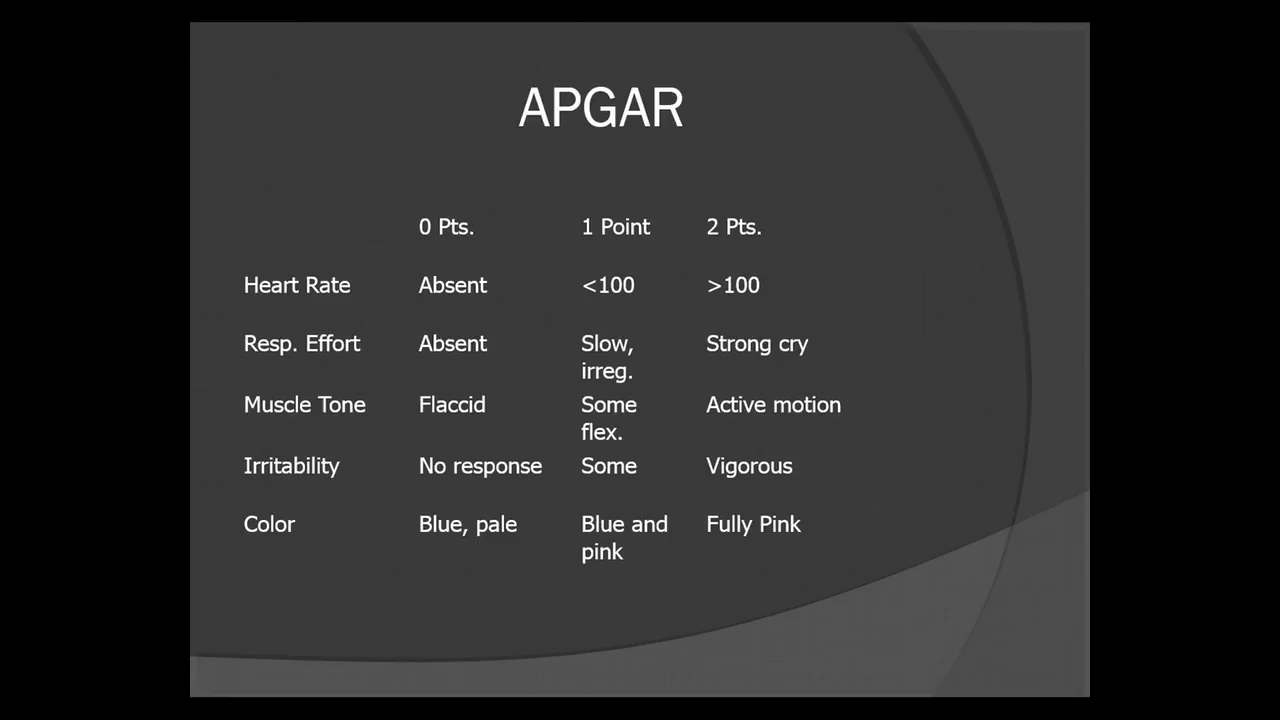 APGAR
0 Pts. 1 Point 2 Pts.
Heart Rate Absent <100 >100
Resp. Effort Absent Slow, irreg. Strong cry
Muscle Tone Flaccid Some flex. Active motion
Irritability No response Some Vigorous
Color Blue, pale Blue and pink Fully Pink